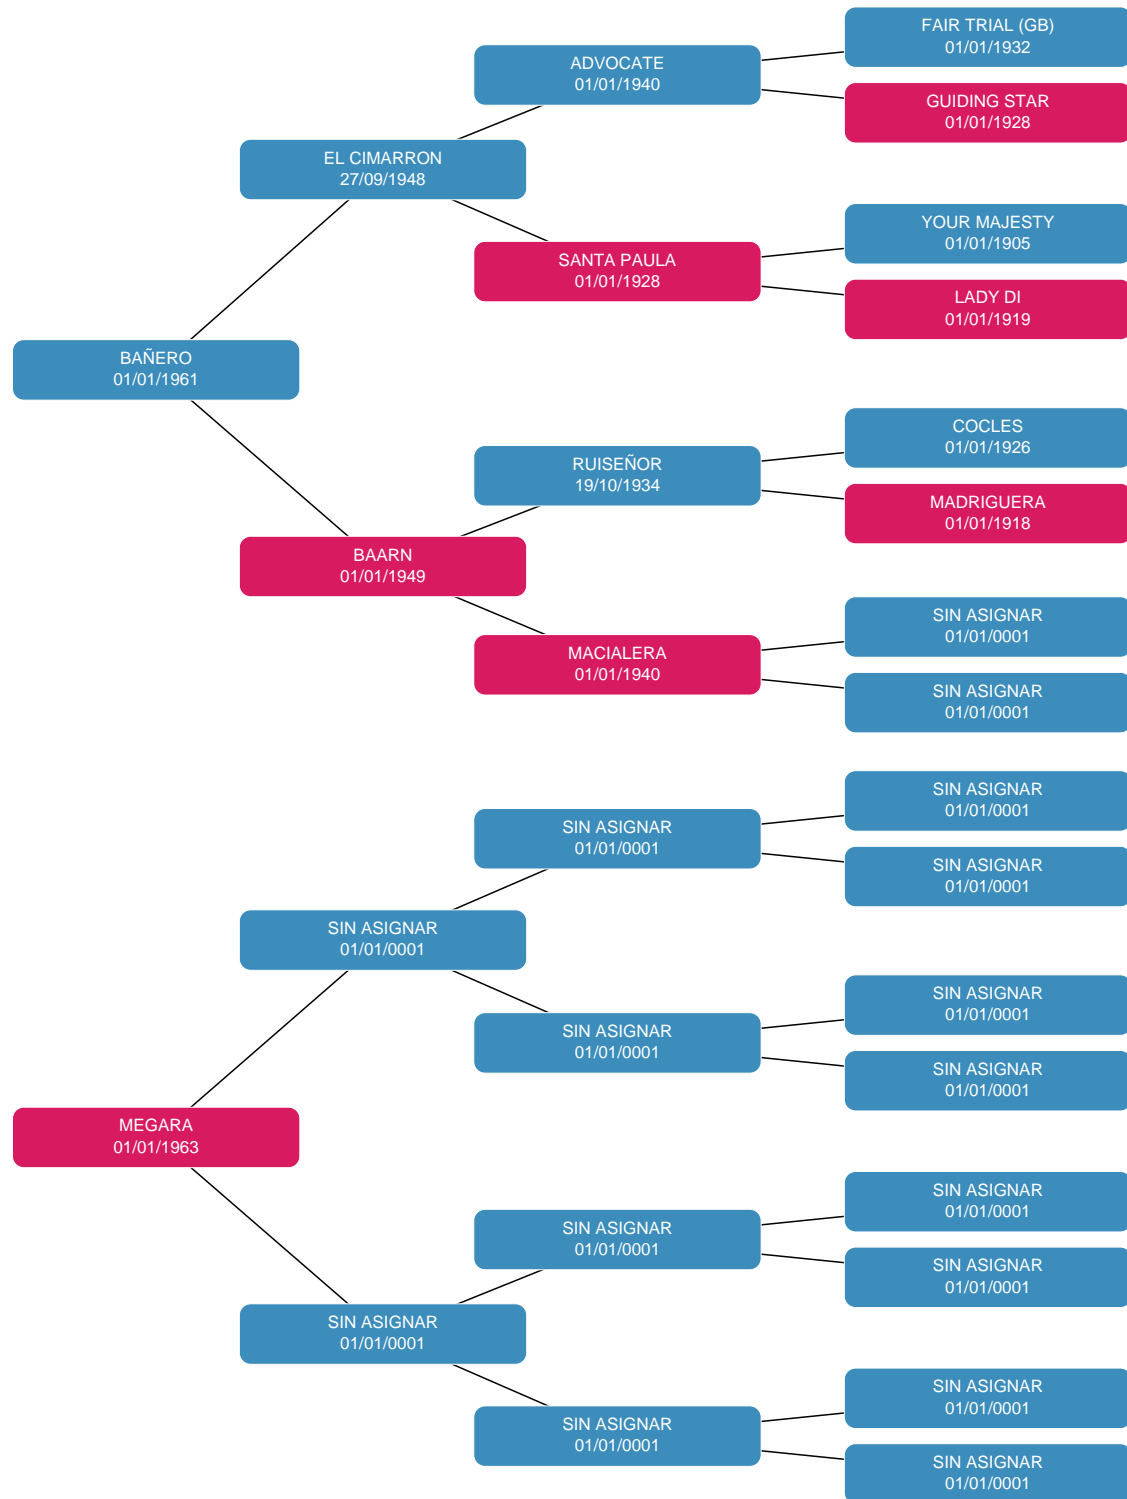 FAIR TRIAL (GB)
01/01/1932
ADVOCATE
01/01/1940
GUIDING STAR
01/01/1928
EL CIMARRON
27/09/1948
YOUR MAJESTY
01/01/1905
SANTA PAULA
01/01/1928
LADY DI
01/01/1919
BAÑERO
01/01/1961
COCLES
01/01/1926
RUISEÑOR
19/10/1934
MADRIGUERA
01/01/1918
BAARN
01/01/1949
SIN ASIGNAR
01/01/0001
MACIALERA
01/01/1940
SIN ASIGNAR
01/01/0001
SIN ASIGNAR
01/01/0001
SIN ASIGNAR
01/01/0001
SIN ASIGNAR
01/01/0001
SIN ASIGNAR
01/01/0001
SIN ASIGNAR
01/01/0001
SIN ASIGNAR
01/01/0001
SIN ASIGNAR
01/01/0001
MEGARA
01/01/1963
SIN ASIGNAR
01/01/0001
SIN ASIGNAR
01/01/0001
SIN ASIGNAR
01/01/0001
SIN ASIGNAR
01/01/0001
SIN ASIGNAR
01/01/0001
SIN ASIGNAR
01/01/0001
SIN ASIGNAR
01/01/0001